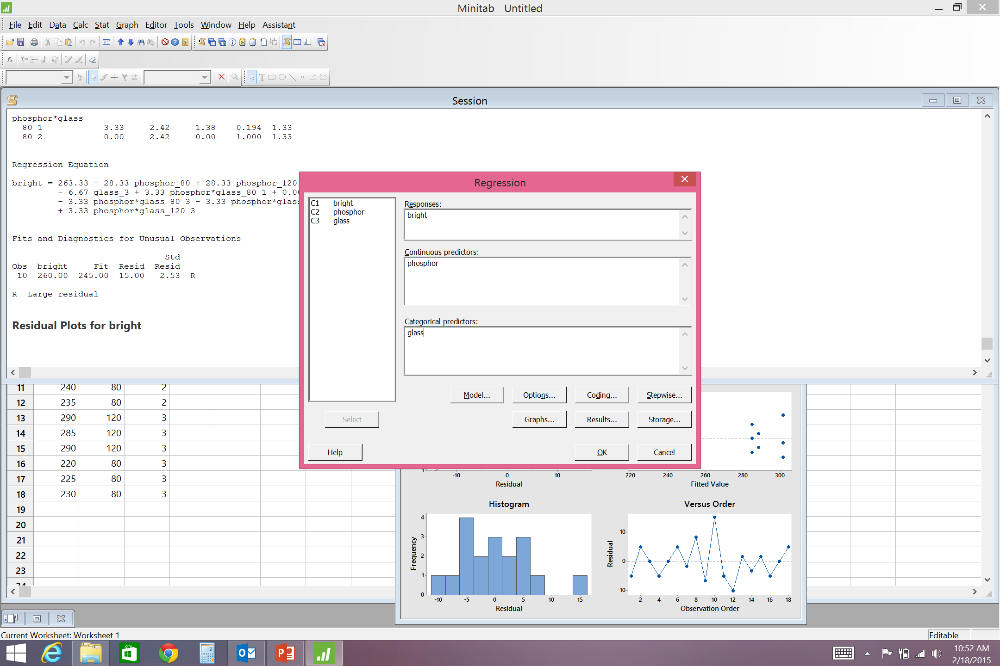 Minitab - Untitled
File Edit Data Calc Stat Graph Editor Tools Window Help Assistant
Session
phosphor*glass
80 1 3.33 2.42 1.38 0.194 1.33
80 2 0.00 2.42 0.00 1.000 1.33
Regression Equation
bright = 263.33 - 28.33 phosphor_80 + 28.33 phosphor_120
- 6.67 glass_3 + 3.33 phosphor*glass_80 1 + 0.00
- 3.33 phosphor*glass_80 3 - 3.33 phosphor*glass
+ 3.33 phosphor*glass_120 3
Fits and Diagnostics for Unusual Observations
Std
Obs bright Fit Resid Resid
10 260.00 245.00 15.00 2.53 R
R Large residual
Residual Plots for bright
Regression
C1 bright
C2 phosphor
C3 glass
Responses:
bright
Continuous predictors:
phosphor
Categorical predictors:
glass
Model... Options... Coding... Stepwise...
Select Graphs... Results... Storage...
Help OK Cancel
11 240 80 2
12 235 80 2
13 290 120 3
14 285 120 3
15 290 120 3
16 220 80 3
17 225 80 3
18 230 80 3
19
20
21
22
23
24
-10 0 10
Residual
220 240 260 280 300
Fitted Value
Histogram
4
3
2
1
0
Frequency
-10 -5 0 5 10 15
Residual
Versus Order
10
0
-10
Residual
2 4 6 8 10 12 14 16 18
Observation Order
Current Worksheet: Worksheet 1
Editable
10:52 AM
2/18/2015